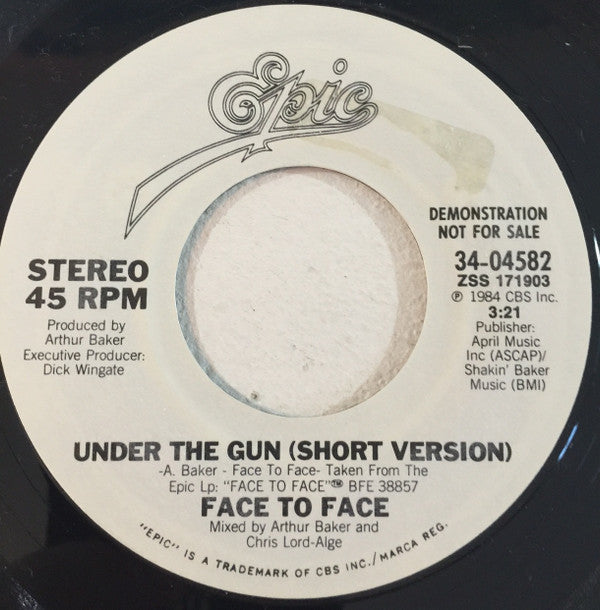 Epic
DEMONSTRATION
NOT FOR SALE
STEREO
45 RPM
34-04582
ZSS 171903
℗ 1984 CBS Inc.
3:21
Produced by
Arthur Baker
Executive Producer:
Dick Wingate
Publisher:
April Music
Inc (ASCAP)/
Shakin' Baker
Music (BMI)
UNDER THE GUN (SHORT VERSION)
-A. Baker - Face To Face- Taken From The
Epic Lp: "FACE TO FACE"™ BFE 38857
FACE TO FACE
Mixed by Arthur Baker and
Chris Lord-Alge
"EPIC" IS A TRADEMARK OF CBS INC./MARCA REG.